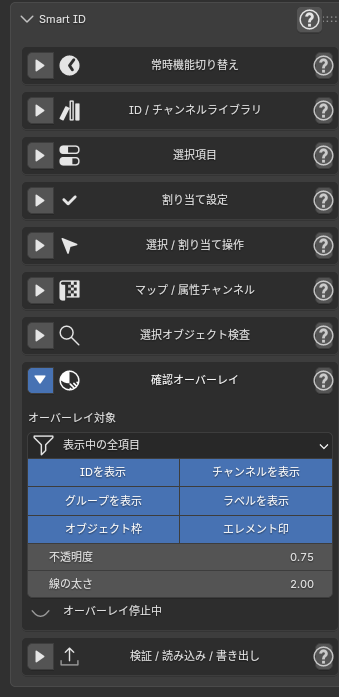 Smart ID
常時機能切り替え
ID / チャンネルライブラリ
選択項目
割り当て設定
選択 / 割り当て操作
マップ / 属性チャンネル
選択オブジェクト検査
確認オーバーレイ
オーバーレイ対象
表示中の全項目
IDを表示 チャンネルを表示
グループを表示 ラベルを表示
オブジェクト枠 エレメント印
不透明度 0.75
線の太さ 2.00
オーバーレイ停止中
検証 / 読み込み / 書き出し